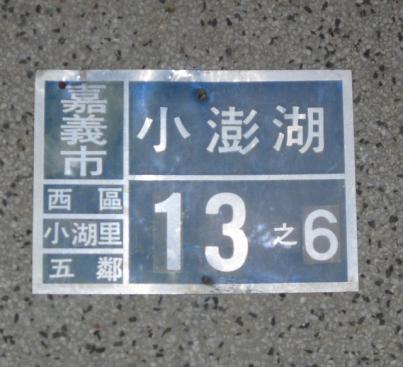 嘉義市
西區
小湖里
五鄰
小澎湖
13之6